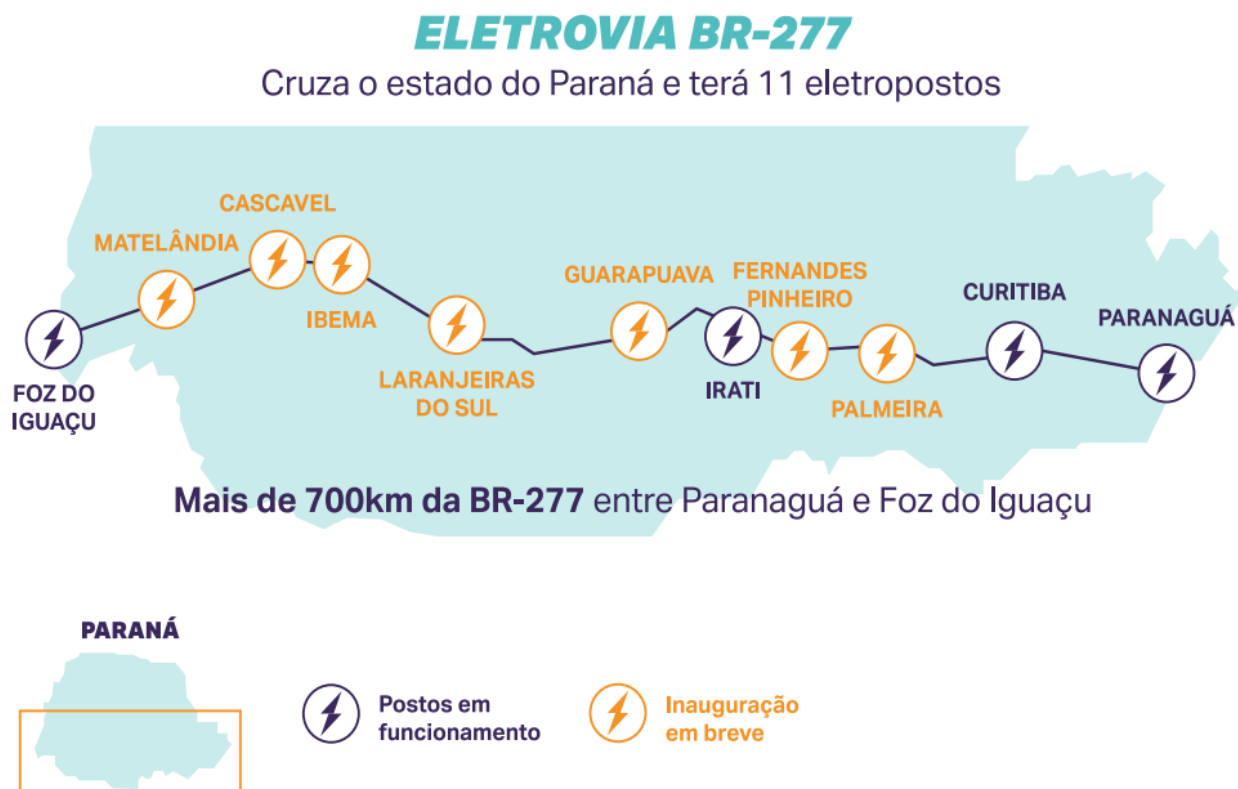 ELETROVIA BR-277
Cruza o estado do Paraná e terá 11 eletropostos
CASCAVEL
MATELÂNDIA
IBEMA
FOZ DO
IGUAÇU
LARANJEIRAS
DO SUL
GUARAPUAVA
FERNANDES
PINHEIRO
IRATI
PALMEIRA
CURITIBA
PARANAGUÁ
Mais de 700km da BR-277 entre Paranaguá e Foz do Iguaçu
PARANÁ
Postos em
funcionamento
Inauguração
em breve